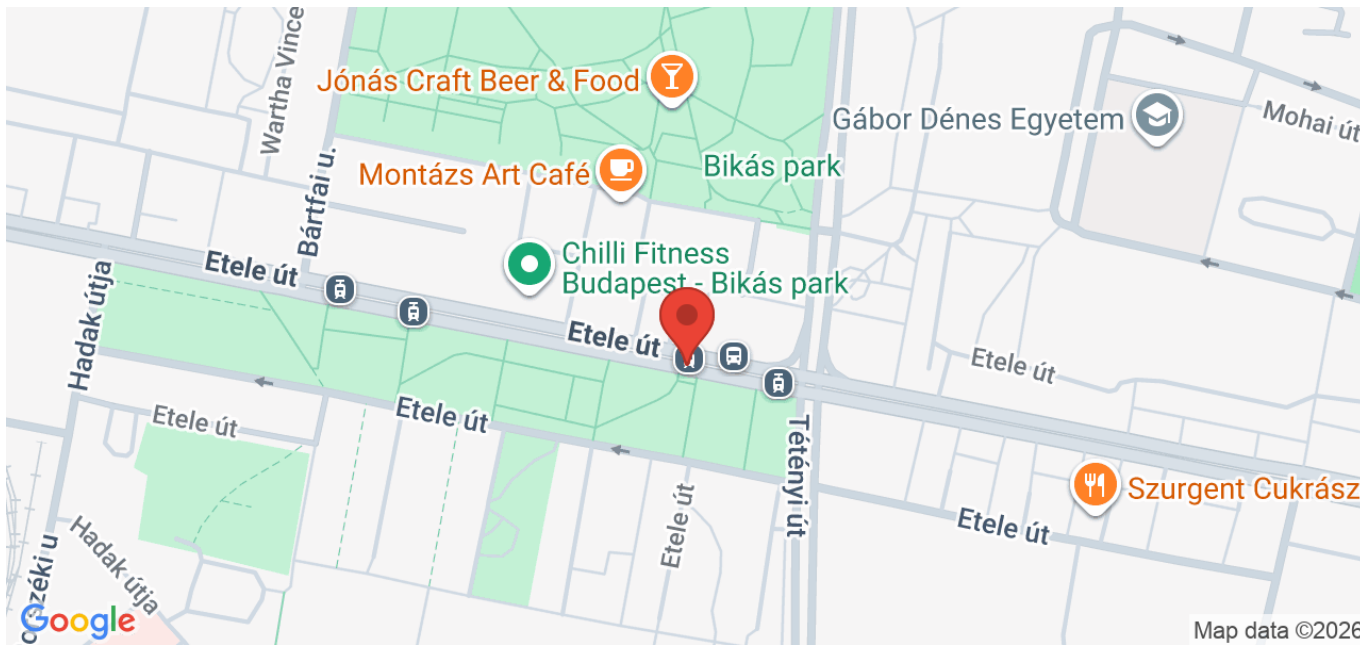 Wartha Vince
Jónás Craft Beer & Food
Mohai út
Gábor Dénes Egyetem
Bikás park
Montázs Art Café
Bártfai u.
Etele út
Chilli Fitness
Budapest - Bikás park
Hadak útja
Etele út
Etele út
Etele út
Etele út
Tétényi út
Szurgent Cukrász
Etele út
Etele út
Hadak útja
orszéki u
Google
Map data ©2026